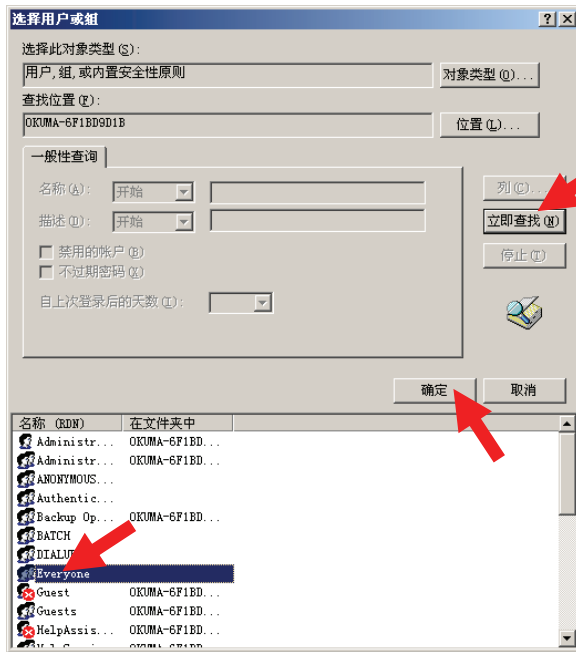 选择用户或组
选择此对象类型(S):
用户,组,或内置安全性原则
对象类型(O)...
查找位置(F):
OKUMA-6F1BD9D1B
位置(L)...
一般性查询
名称(A): 开始
列(C)...
描述(D): 开始
立即查找(N)
禁用的帐户(B)
停止(T)
不过期密码(X)
自上次登录后的天数(I):
确定 取消
名称 (RDN) 在文件夹中
Administr... OKUMA-6F1BD...
Administr... OKUMA-6F1BD...
ANONYMOUS...
Authentic...
Backup Op... OKUMA-6F1BD...
BATCH
Everyone
Guest OKUMA-6F1BD...
Guests OKUMA-6F1BD...
HelpAssis... OKUMA-6F1BD...
OKUMA-6F1BD...